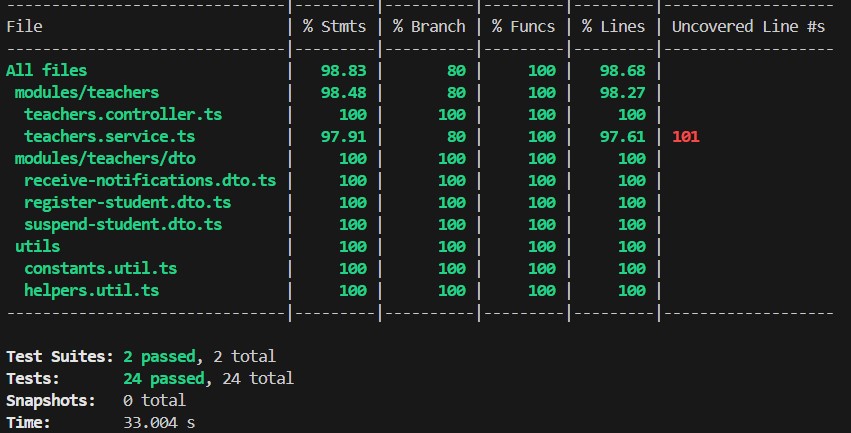 ------------------------------|---------|----------|---------|---------|-------------------
File                          | % Stmts | % Branch | % Funcs | % Lines | Uncovered Line #s
------------------------------|---------|----------|---------|---------|-------------------
All files                     |   98.83 |       80 |     100 |   98.68 |
 modules/teachers             |   98.48 |       80 |     100 |   98.27 |
  teachers.controller.ts      |     100 |      100 |     100 |     100 |
  teachers.service.ts         |   97.91 |       80 |     100 |   97.61 | 101
 modules/teachers/dto         |     100 |      100 |     100 |     100 |
  receive-notifications.dto.ts |     100 |      100 |     100 |     100 |
  register-student.dto.ts     |     100 |      100 |     100 |     100 |
  suspend-student.dto.ts      |     100 |      100 |     100 |     100 |
 utils                        |     100 |      100 |     100 |     100 |
  constants.util.ts           |     100 |      100 |     100 |     100 |
  helpers.util.ts             |     100 |      100 |     100 |     100 |
------------------------------|---------|----------|---------|---------|-------------------
Test Suites: 2 passed, 2 total
Tests:       24 passed, 24 total
Snapshots:   0 total
Time:        33.004 s